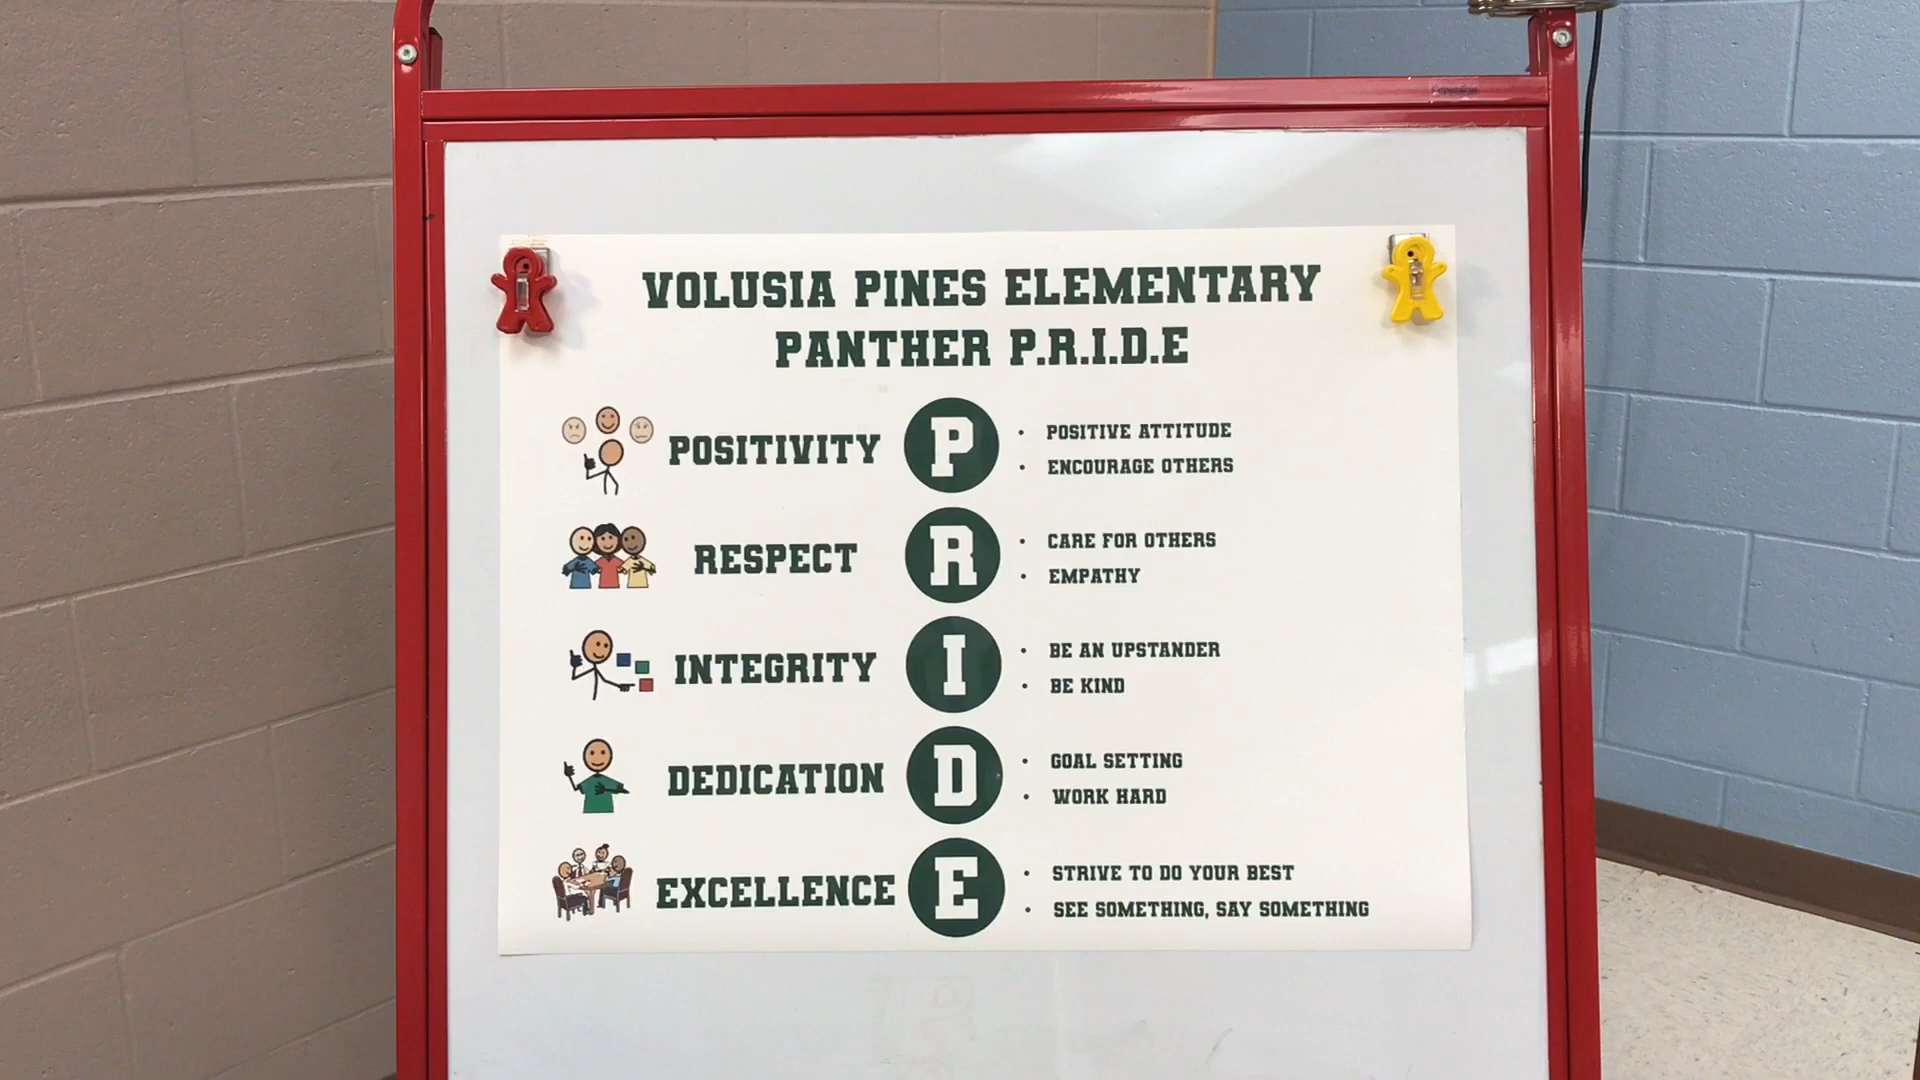 VOLUSIA PINES ELEMENTARY
PANTHER P.R.I.D.E
POSITIVITY P
• POSITIVE ATTITUDE
• ENCOURAGE OTHERS
RESPECT R
• CARE FOR OTHERS
• EMPATHY
INTEGRITY I
• BE AN UPSTANDER
• BE KIND
DEDICATION D
• GOAL SETTING
• WORK HARD
EXCELLENCE E
• STRIVE TO DO YOUR BEST
• SEE SOMETHING, SAY SOMETHING